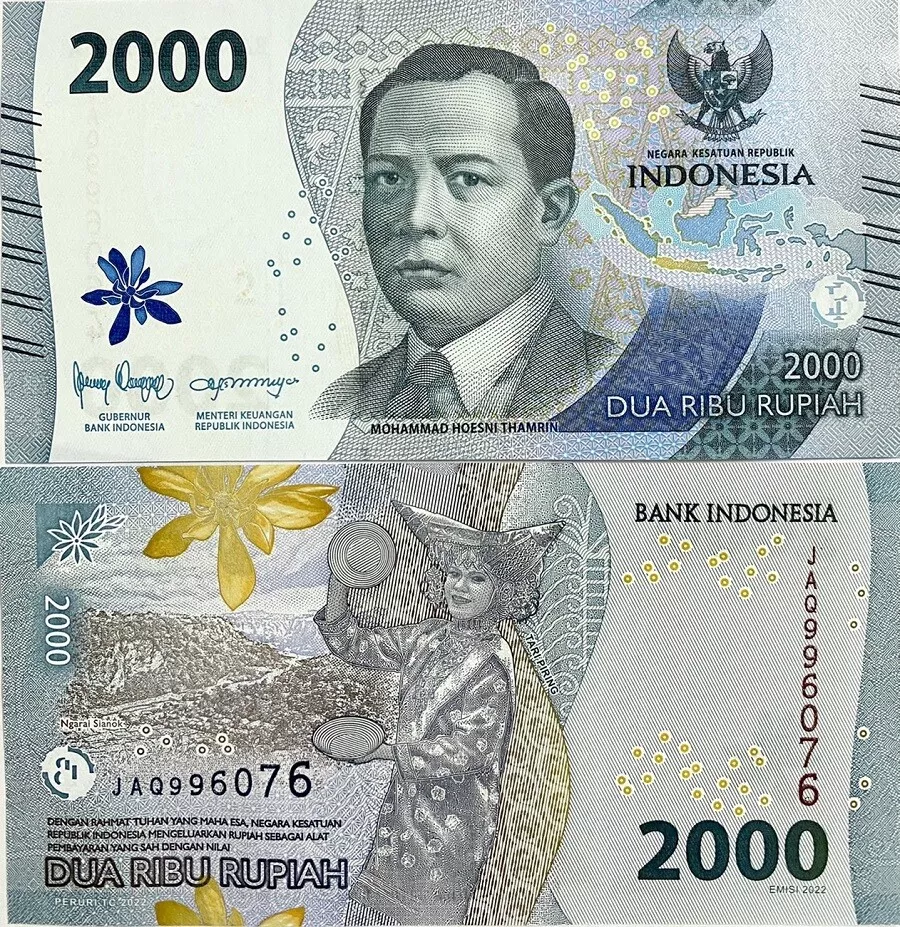 2000
NEGARA KESATUAN REPUBLIK
INDONESIA
GUBERNUR
BANK INDONESIA
MENTERI KEUANGAN
REPUBLIK INDONESIA
MOHAMMAD HOESNI THAMRIN
2000
DUA RIBU RUPIAH
BANK INDONESIA
JAQ996076
2000
TARI PIRING
Ngarai Sianok
JAQ996076
DENGAN RAHMAT TUHAN YANG MAHA ESA, NEGARA KESATUAN
REPUBLIK INDONESIA MENGELUARKAN RUPIAH SEBAGAI ALAT
PEMBAYARAN YANG SAH DENGAN NILAI
DUA RIBU RUPIAH
PERURI TC 2022
2000
EMISI 2022